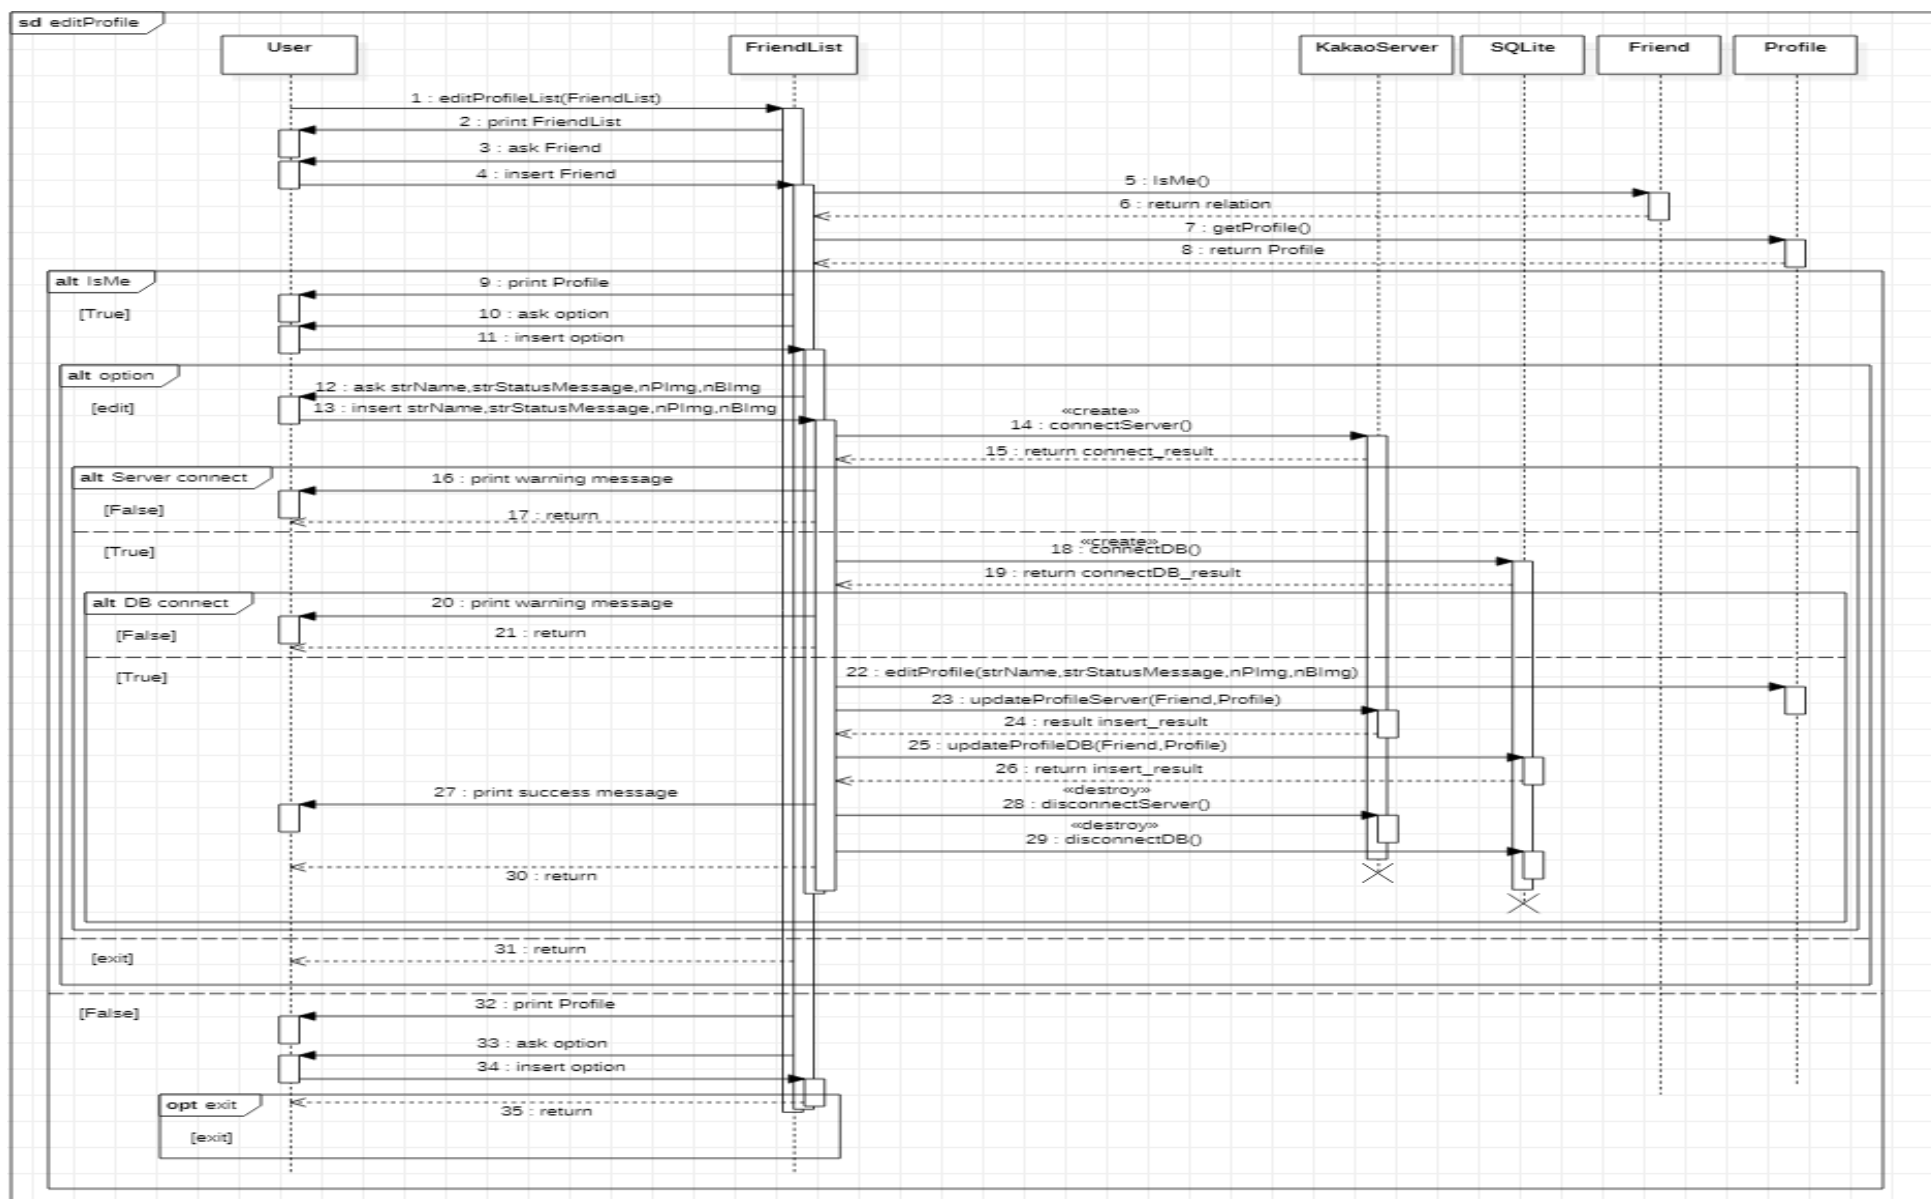 sd editProfile
User
FriendList
KakaoServer
SQLite
Friend
Profile
1 : editProfileList(FriendList)
2 : print FriendList
3 : ask Friend
4 : insert Friend
5 : IsMe()
6 : return relation
7 : getProfile()
8 : return Profile
alt IsMe
9 : print Profile
[True]
10 : ask option
11 : insert option
alt option
12 : ask strName,strStatusMessage,nPImg,nBImg
[edit]
13 : insert strName,strStatusMessage,nPImg,nBImg
«create»
14 : connectServer()
15 : return connect_result
alt Server connect
16 : print warning message
[False]
17 : return
«create»
[True]
18 : connectDB()
19 : return connectDB_result
alt DB connect
20 : print warning message
[False]
21 : return
[True]
22 : editProfile(strName,strStatusMessage,nPImg,nBImg)
23 : updateProfileServer(Friend,Profile)
24 : result insert_result
25 : updateProfileDB(Friend,Profile)
26 : return insert_result
27 : print success message
«destroy»
28 : disconnectServer()
«destroy»
29 : disconnectDB()
30 : return
31 : return
[exit]
32 : print Profile
[False]
33 : ask option
34 : insert option
opt exit
35 : return
[exit]